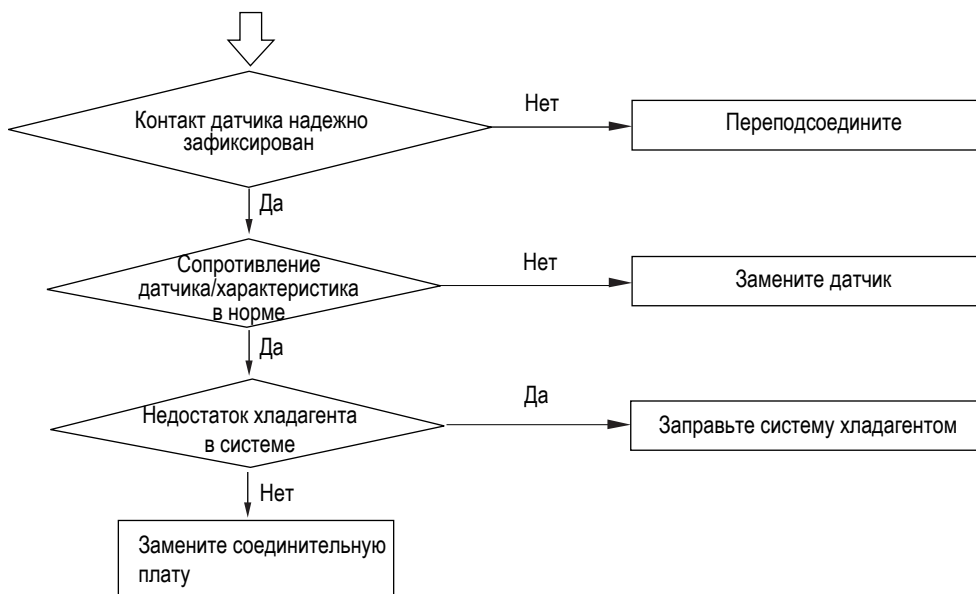 Контакт датчика надежно
зафиксирован
Нет
Переподсоедините
Да
Сопротивление
датчика/характеристика
в норме
Нет
Замените датчик
Да
Недостаток хладагента
в системе
Да
Заправьте систему хладагентом
Нет
Замените соединительную
плату